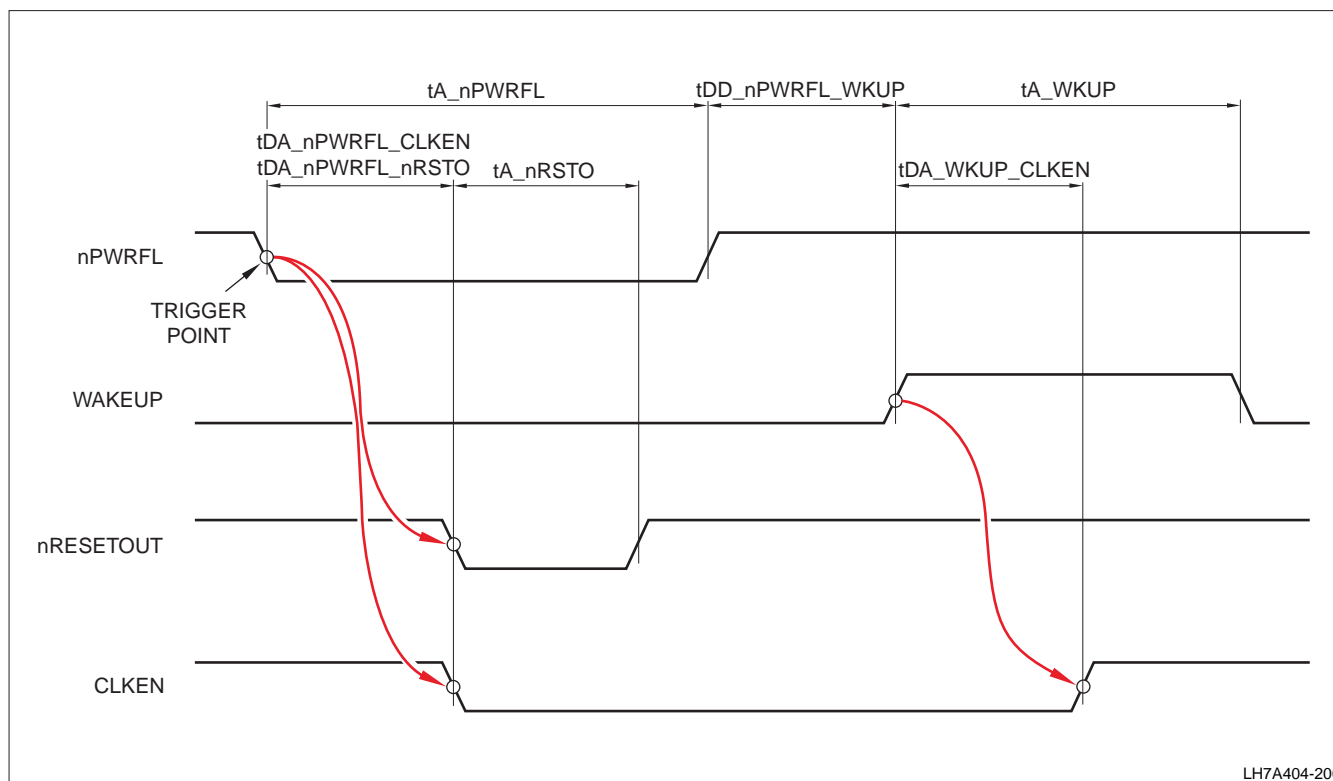 tA_nPWRFL
tDD_nPWRFL_WKUP
tA_WKUP
tDA_nPWRFL_CLKEN
tDA_nPWRFL_nRSTO
tA_nRSTO
tDA_WKUP_CLKEN
nPWRFL
TRIGGER
POINT
WAKEUP
nRESETOUT
CLKEN